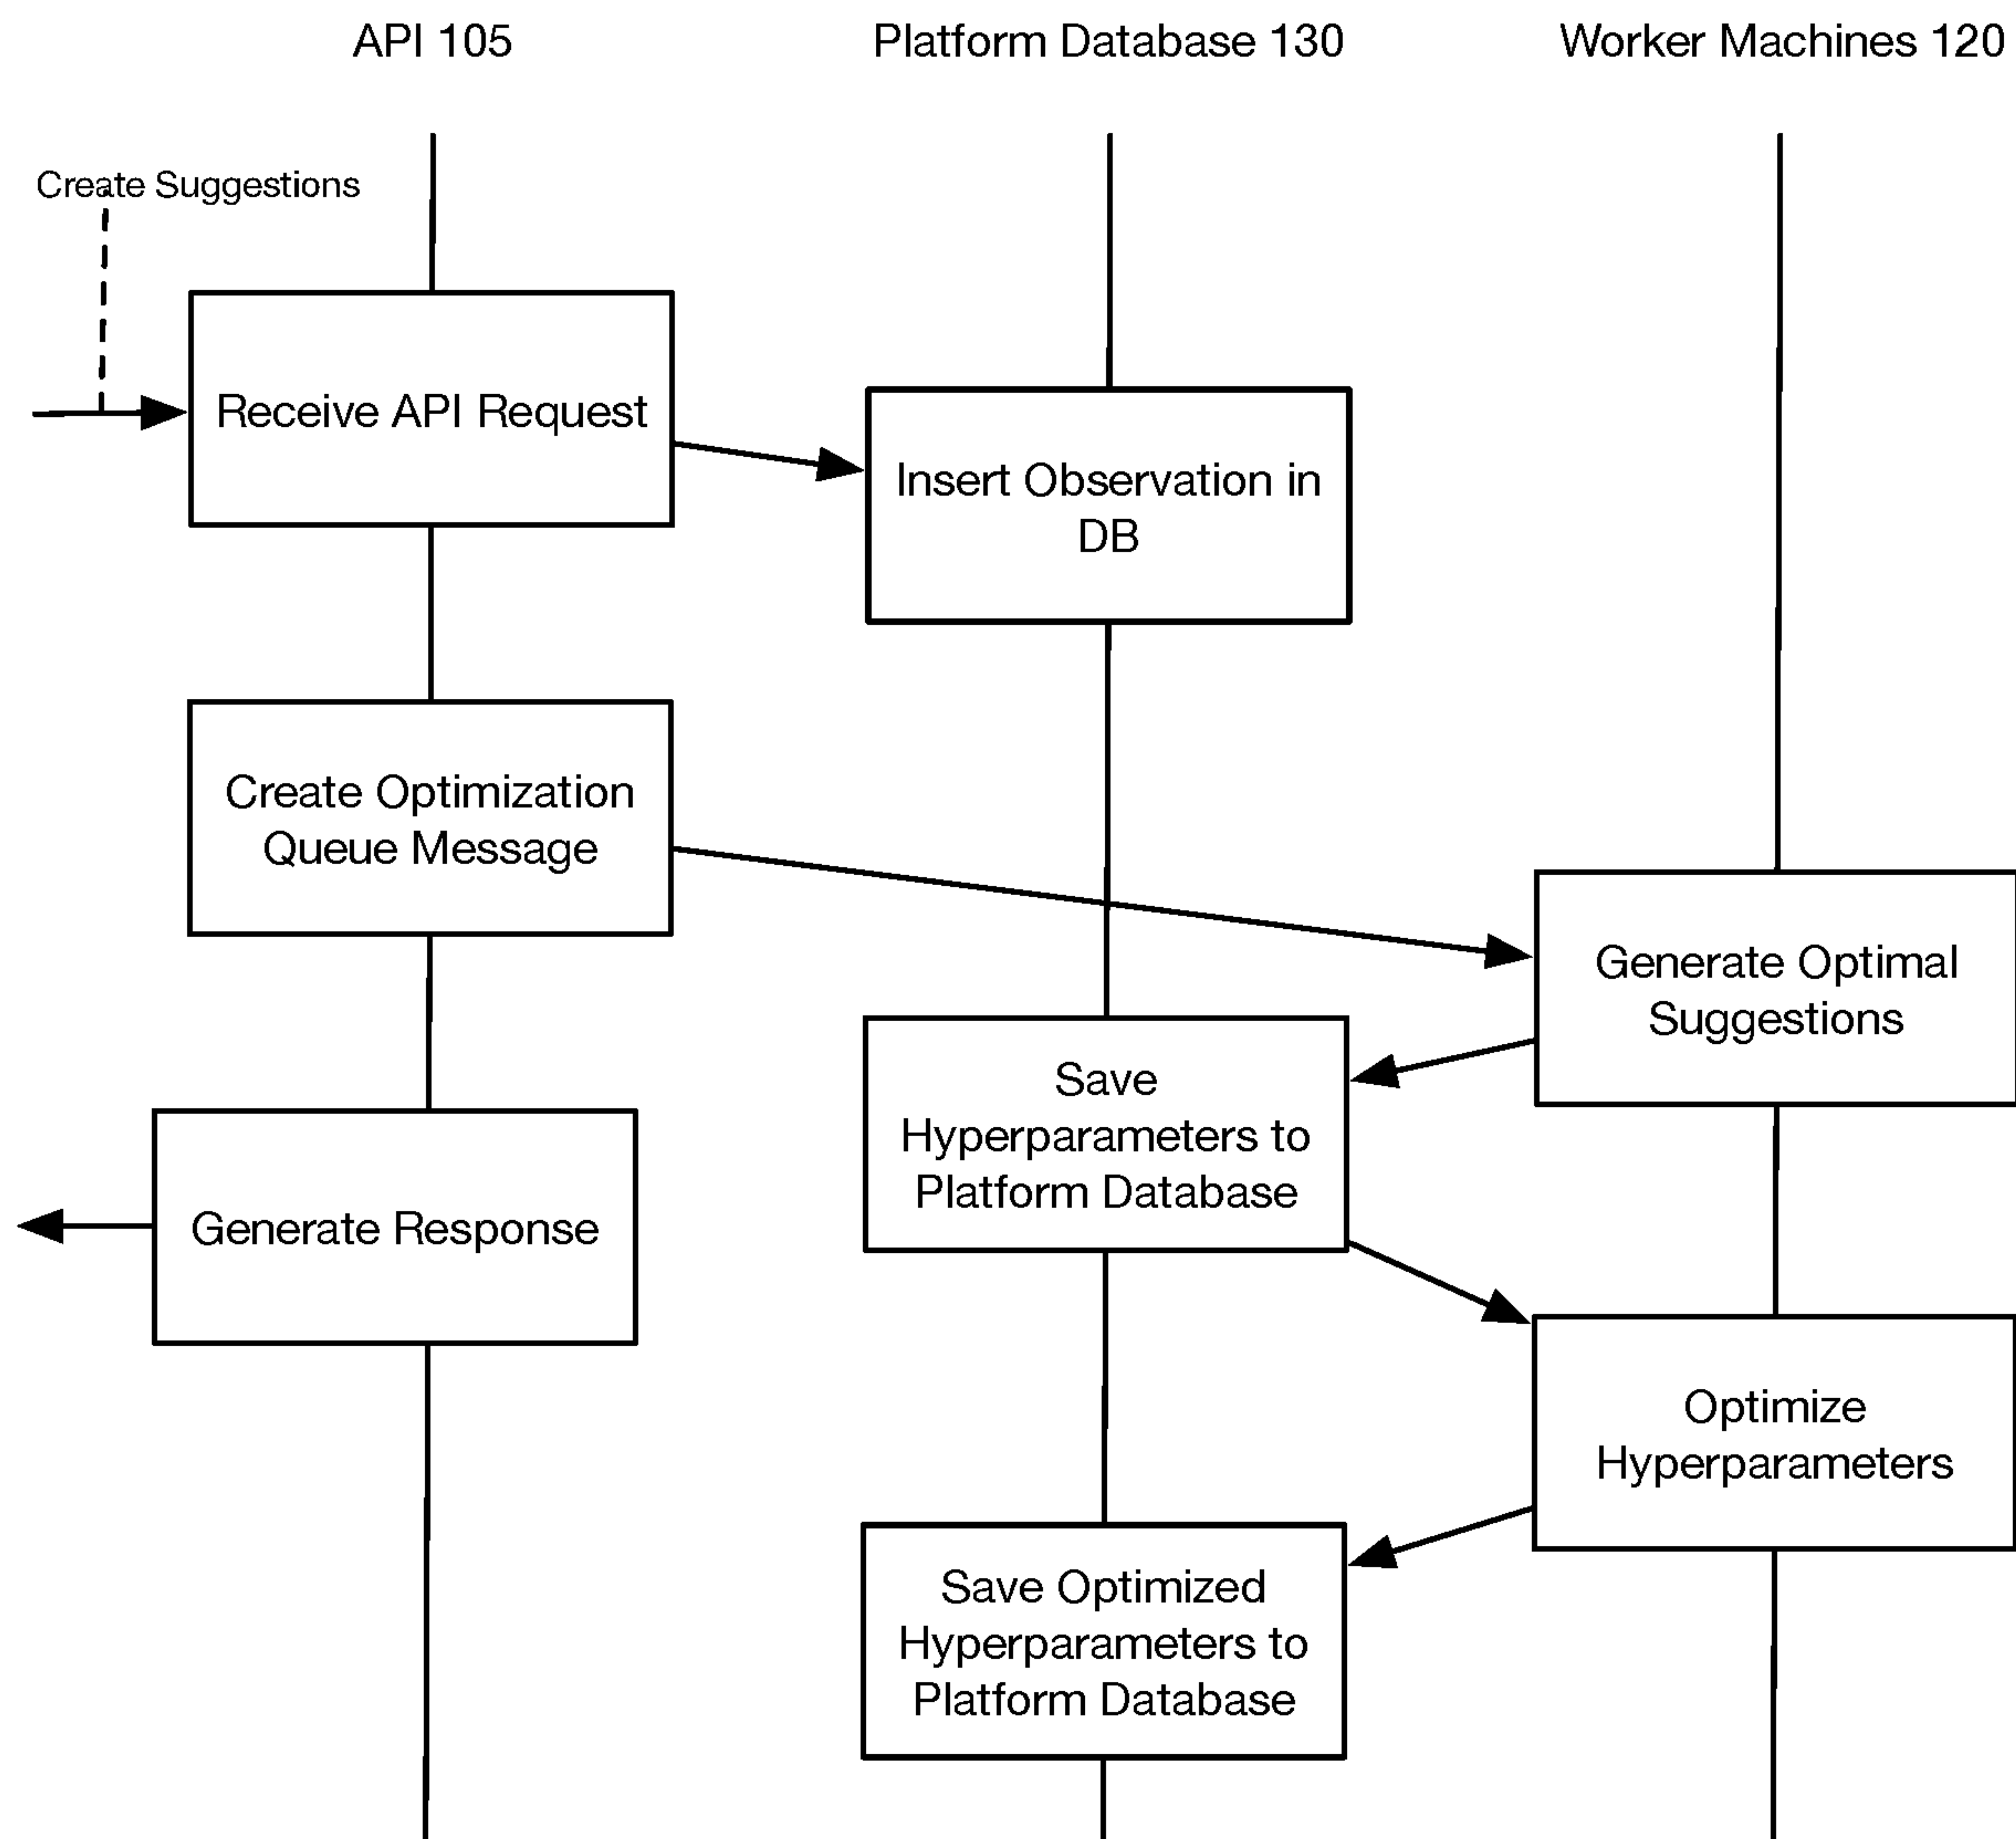 API 105
Platform Database 130
Worker Machines 120
Create Suggestions
Receive API Request
Insert Observation in
DB
Create Optimization
Queue Message
Generate Optimal
Suggestions
Save
Hyperparameters to
Platform Database
Generate Response
Optimize
Hyperparameters
Save Optimized
Hyperparameters to
Platform Database